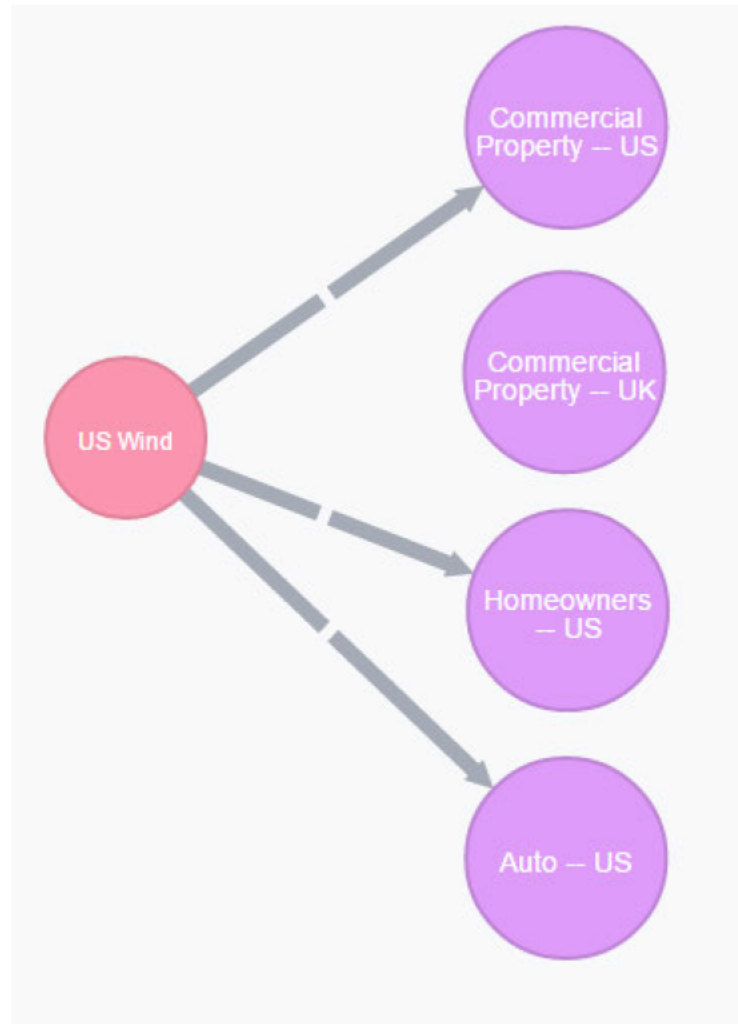 Commercial
Property -- US
Commercial
Property -- UK
US Wind
Homeowners
-- US
Auto -- US